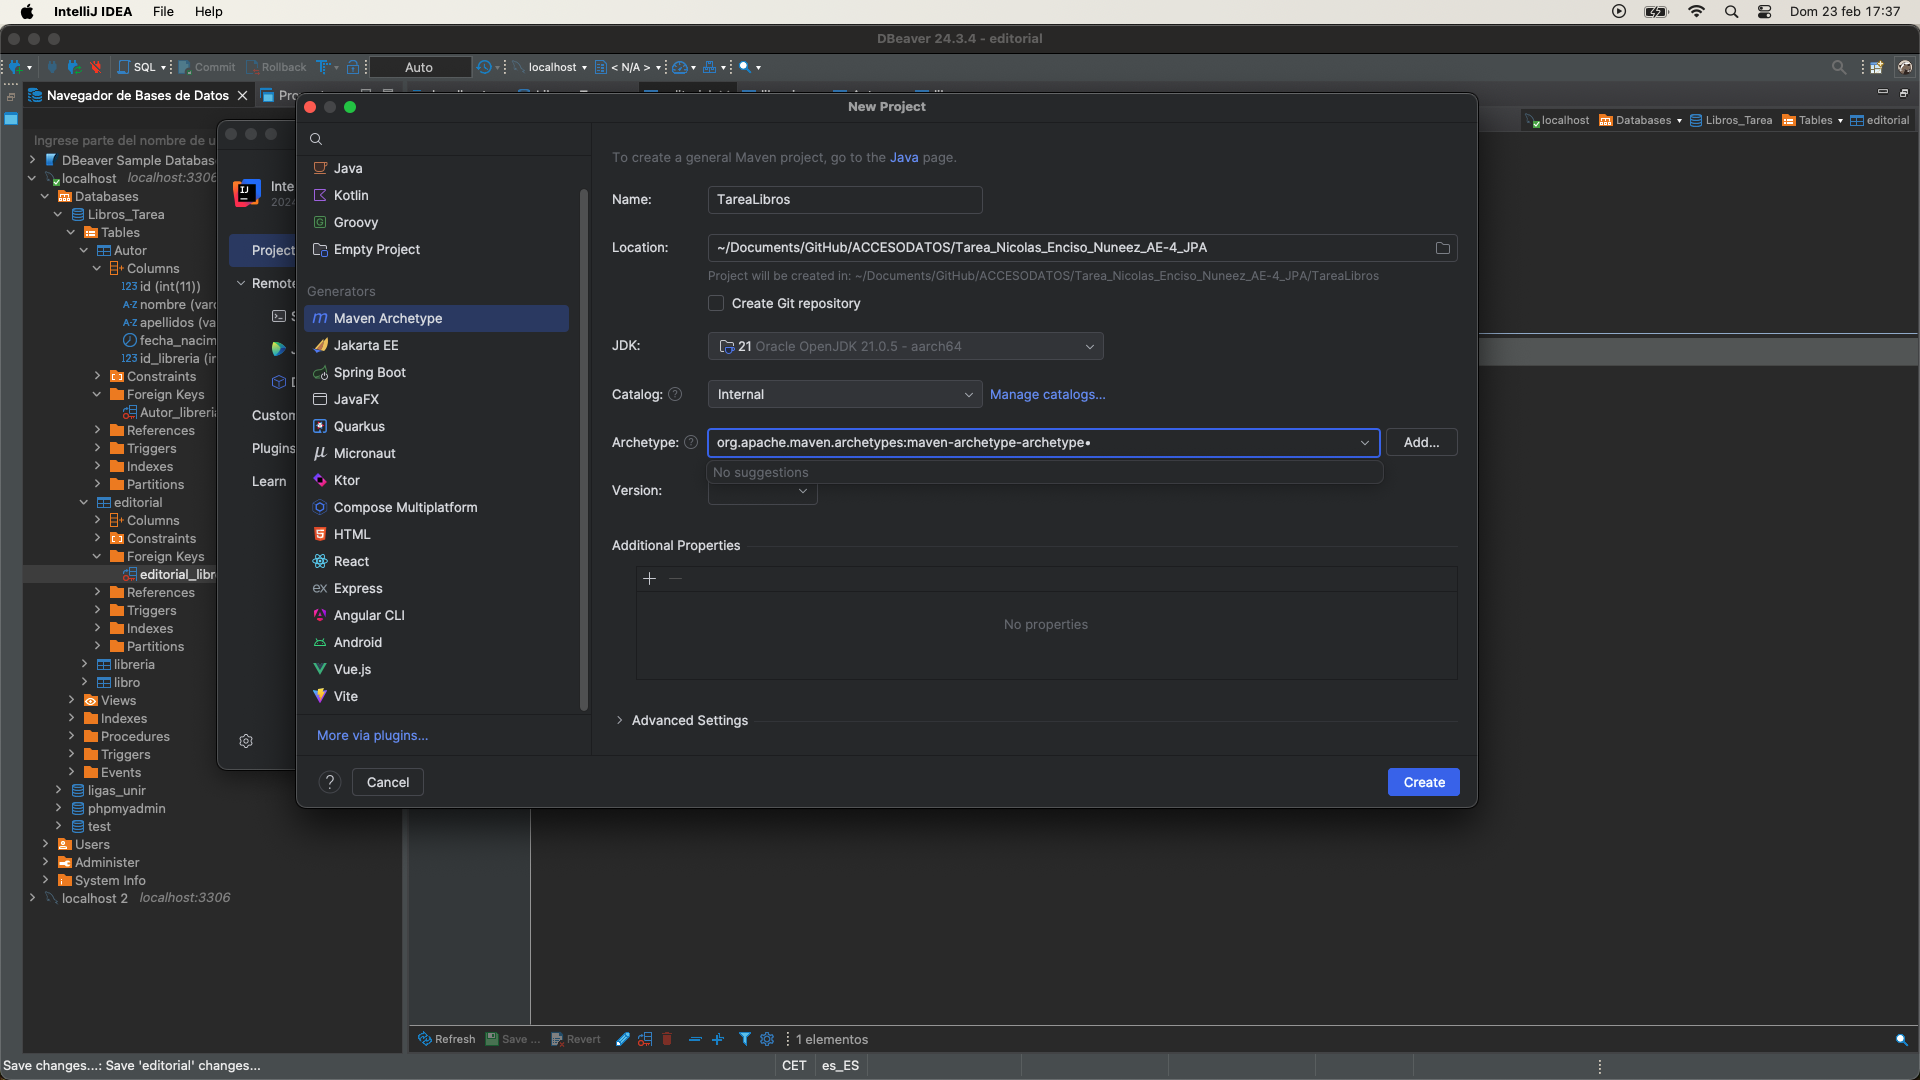 IntelliJ IDEA File Help
Dom 23 feb 17:37
DBeaver 24.3.4 - editorial
SQL
Commit
Rollback
Auto
localhost
< N/A >
Navegador de Bases de Datos
localhost Databases Libros_Tarea Tables editorial
Ingrese parte del nombre de u
DBeaver Sample Databas
localhost localhost:3306
Databases
Libros_Tarea
Tables
Autor
Columns
123 id (int(11))
A-Z nombre (varc
A-Z apellidos (va
fecha_nacim
123 id_libreria (in
Constraints
Foreign Keys
Autor_libreria
References
Triggers
Indexes
Partitions
editorial
Columns
Constraints
Foreign Keys
editorial_libr
References
Triggers
Indexes
Partitions
libreria
libro
Views
Indexes
Procedures
Triggers
Events
ligas_unir
phpmyadmin
test
Users
Administer
System Info
localhost 2 localhost:3306
IJ
Inte
2024
Project
Remote
Custom
Plugins
Learn
New Project
Java
Kotlin
Groovy
Empty Project
Generators
Maven Archetype
Jakarta EE
Spring Boot
JavaFX
Quarkus
Micronaut
Ktor
Compose Multiplatform
HTML
React
ex Express
Angular CLI
Android
Vue.js
Vite
More via plugins...
? Cancel
To create a general Maven project, go to the Java page.
Name: TareaLibros
Location: ~/Documents/GitHub/ACCESODATOS/Tarea_Nicolas_Enciso_Nuneez_AE-4_JPA
Project will be created in: ~/Documents/GitHub/ACCESODATOS/Tarea_Nicolas_Enciso_Nuneez_AE-4_JPA/TareaLibros
Create Git repository
JDK: 21 Oracle OpenJDK 21.0.5 - aarch64
Catalog: ? Internal Manage catalogs...
Archetype: ? org.apache.maven.archetypes:maven-archetype-archetype• Add...
No suggestions
Version:
Additional Properties
No properties
Advanced Settings
Create
Refresh Save ... Revert 1 elementos
Save changes...: Save 'editorial' changes...
CET es_ES